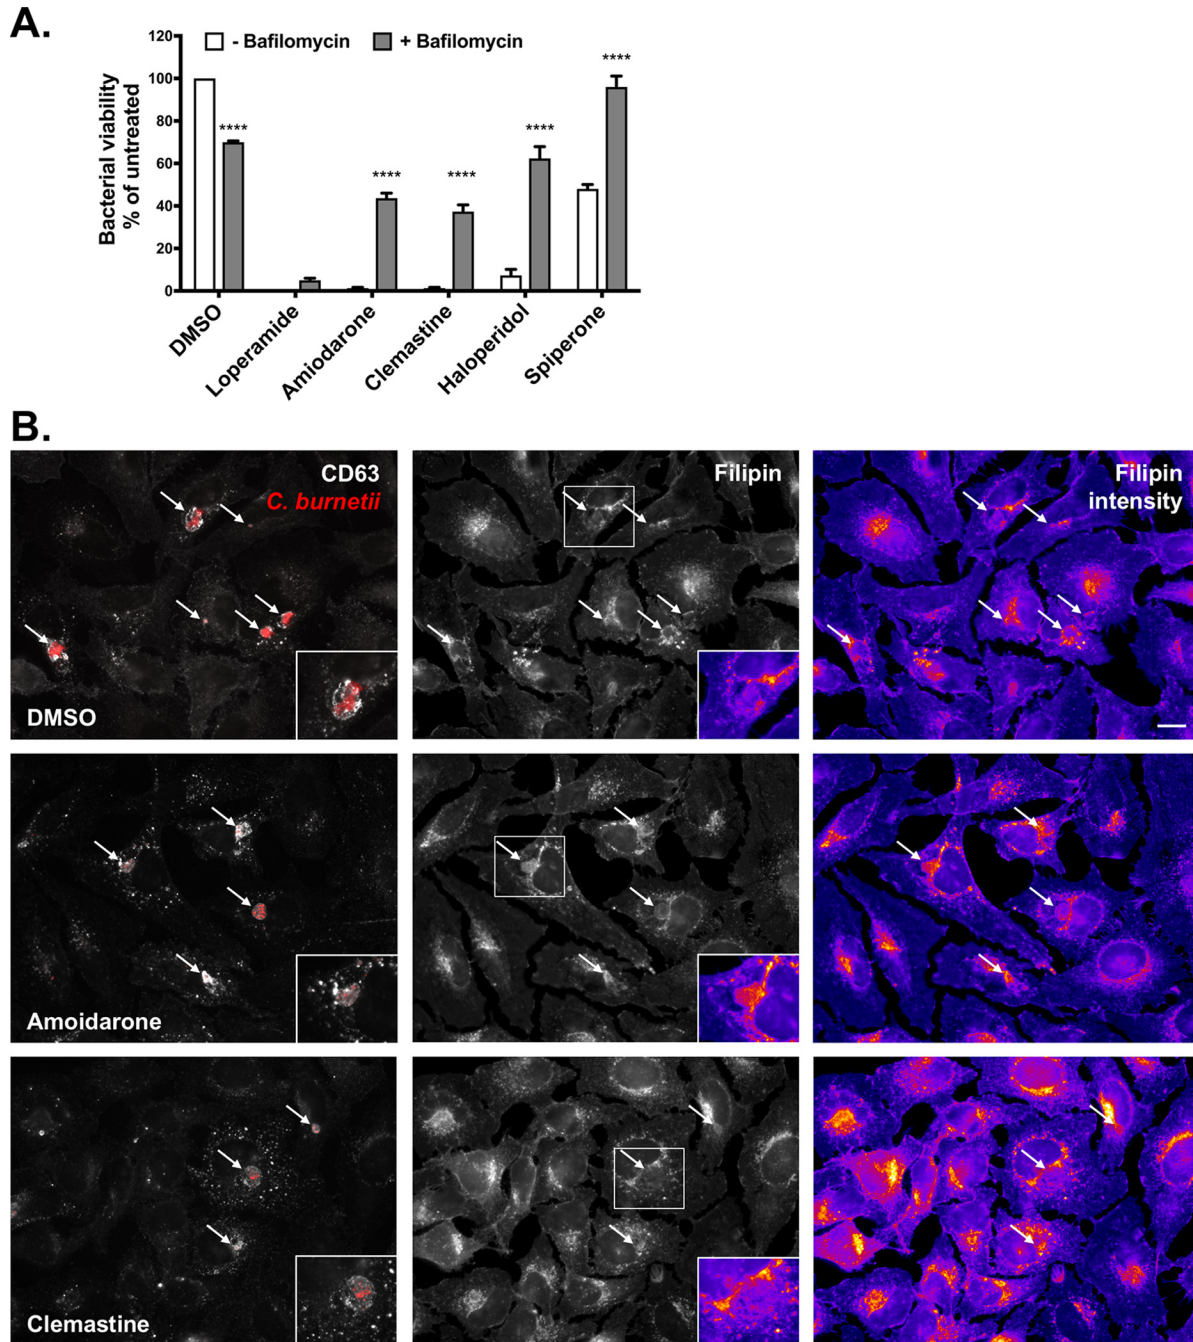 A.
120
100
80
60
40
20
0
Bacterial viability
% of untreated
- Bafilomycin
+ Bafilomycin
****
****
****
****
****
DMSO
Loperamide
Amiodarone
Clemastine
Haloperidol
Spiperone
B.
CD63
C. burnetii
DMSO
Filipin
Filipin
intensity
Amoidarone
Clemastine